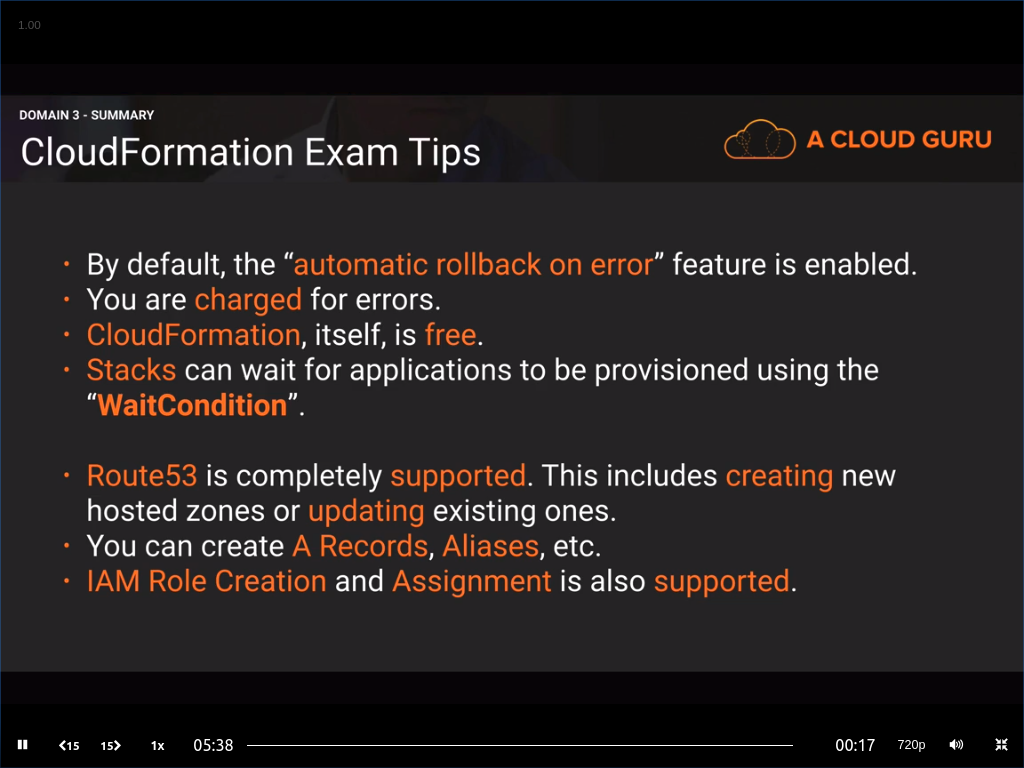 1.00
DOMAIN 3 - SUMMARY
CloudFormation Exam Tips
A CLOUD GURU
• By default, the “automatic rollback on error” feature is enabled.
• You are charged for errors.
• CloudFormation, itself, is free.
• Stacks can wait for applications to be provisioned using the
“WaitCondition”.
• Route53 is completely supported. This includes creating new
hosted zones or updating existing ones.
• You can create A Records, Aliases, etc.
• IAM Role Creation and Assignment is also supported.
15 15 1x 05:38 00:17 720p